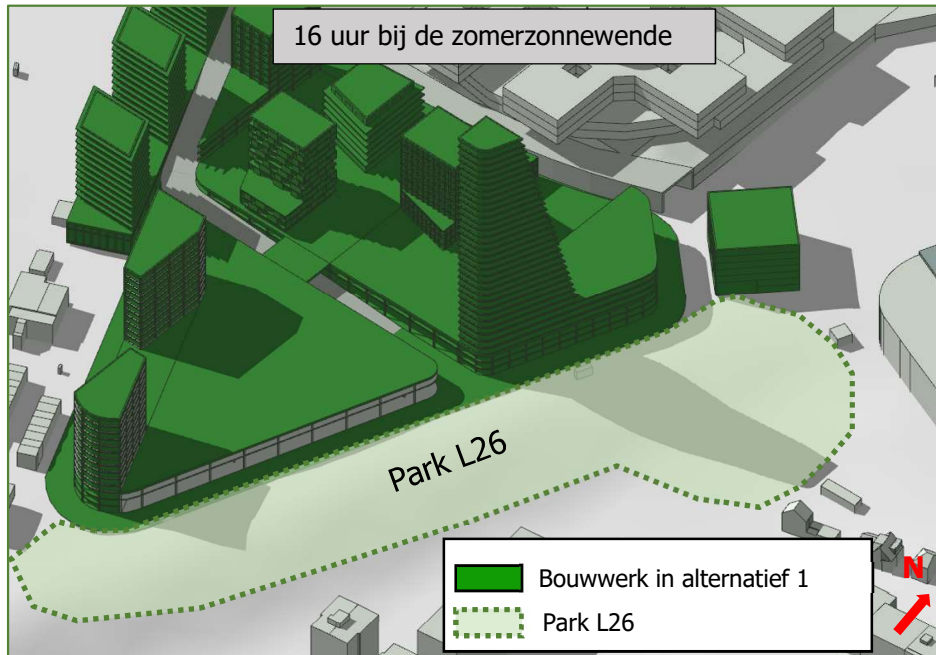 16 uur bij de zomerzonnewende
Park L26
Bouwwerk in alternatief 1
Park L26
N